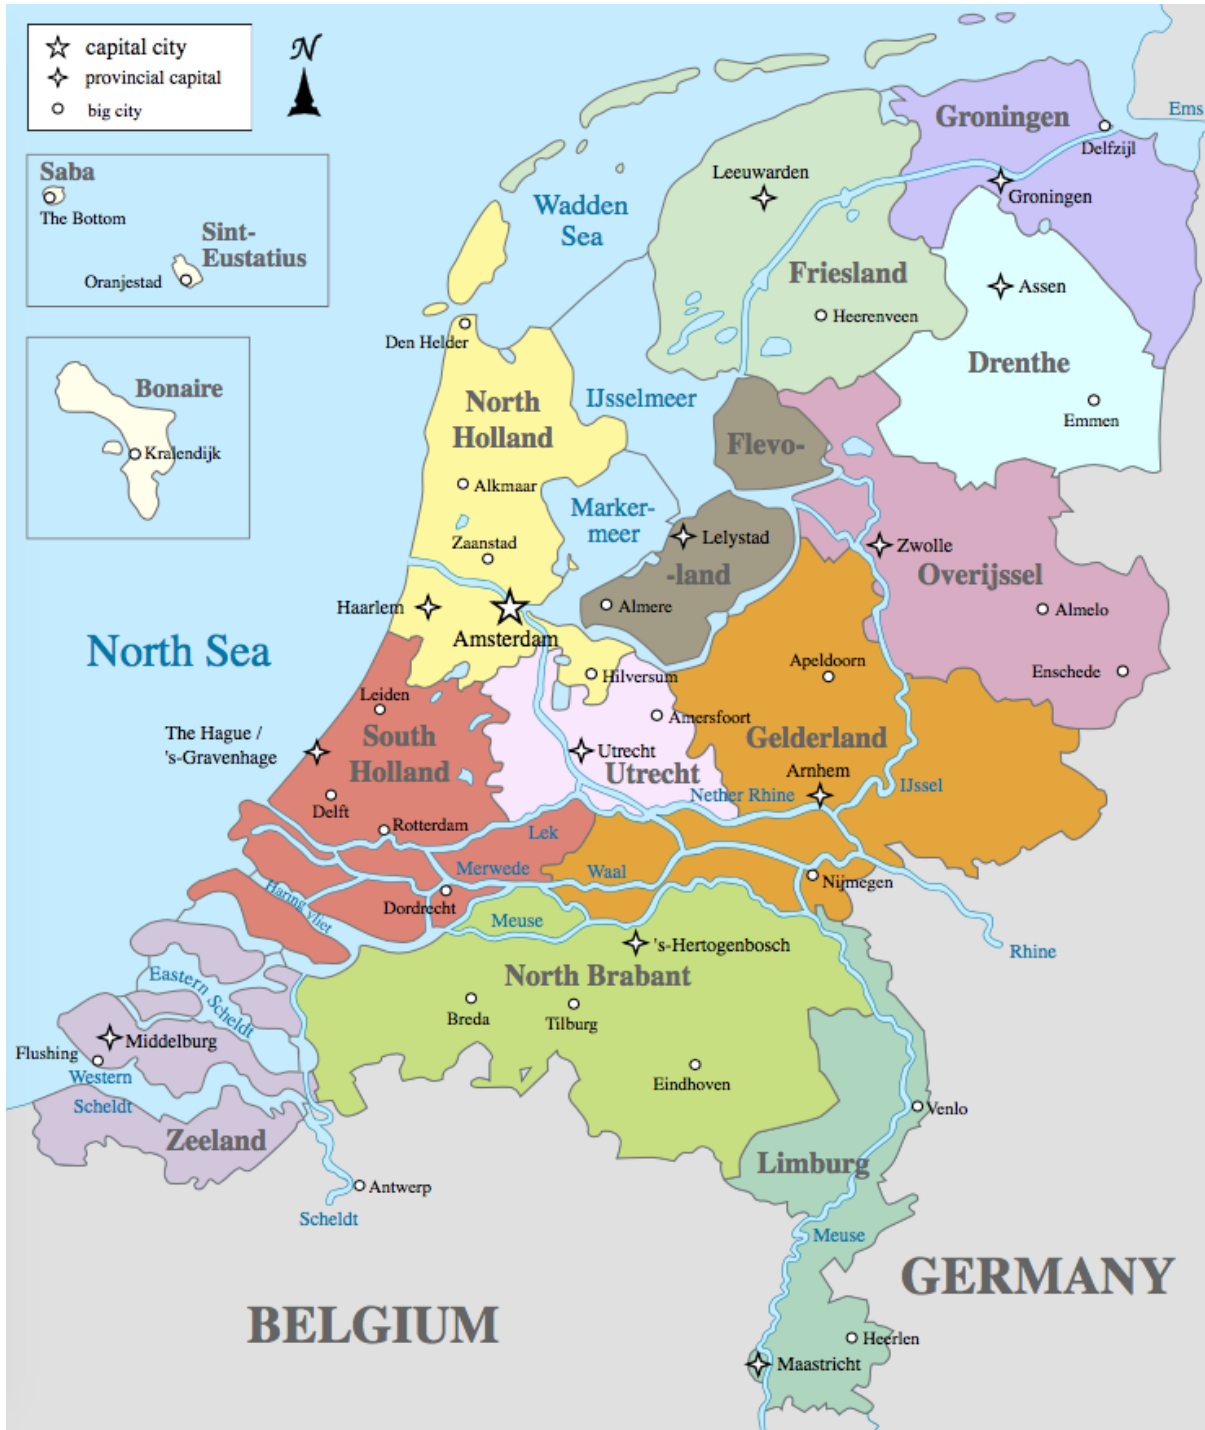 capital city
provincial capital
big city
N
Saba
The Bottom
Sint-
Eustatius
Oranjestad
Bonaire
Kralendijk
Groningen
Ems
Delfzijl
Groningen
Leeuwarden
Wadden
Sea
Friesland
Assen
Heerenveen
Den Helder
Drenthe
Emmen
North
Holland
IJsselmeer
Flevo-
Alkmaar
Marker-
meer
Lelystad
Zwolle
Zaanstad
-land
Overijssel
Haarlem
Almere
Almelo
Amsterdam
North Sea
Apeldoorn
Enschede
Hilversum
Leiden
Amersfoort
The Hague /
's-Gravenhage
South
Holland
Utrecht
Utrecht
Gelderland
Arnhem
Nether Rhine
IJssel
Delft
Rotterdam
Lek
Merwede
Waal
Nijmegen
Haring vliet
Dordrecht
Meuse
's-Hertogenbosch
Rhine
Eastern Scheldt
North Brabant
Breda
Tilburg
Middelburg
Flushing
Western
Scheldt
Eindhoven
Venlo
Zeeland
Limburg
Antwerp
Scheldt
Meuse
GERMANY
BELGIUM
Heerlen
Maastricht